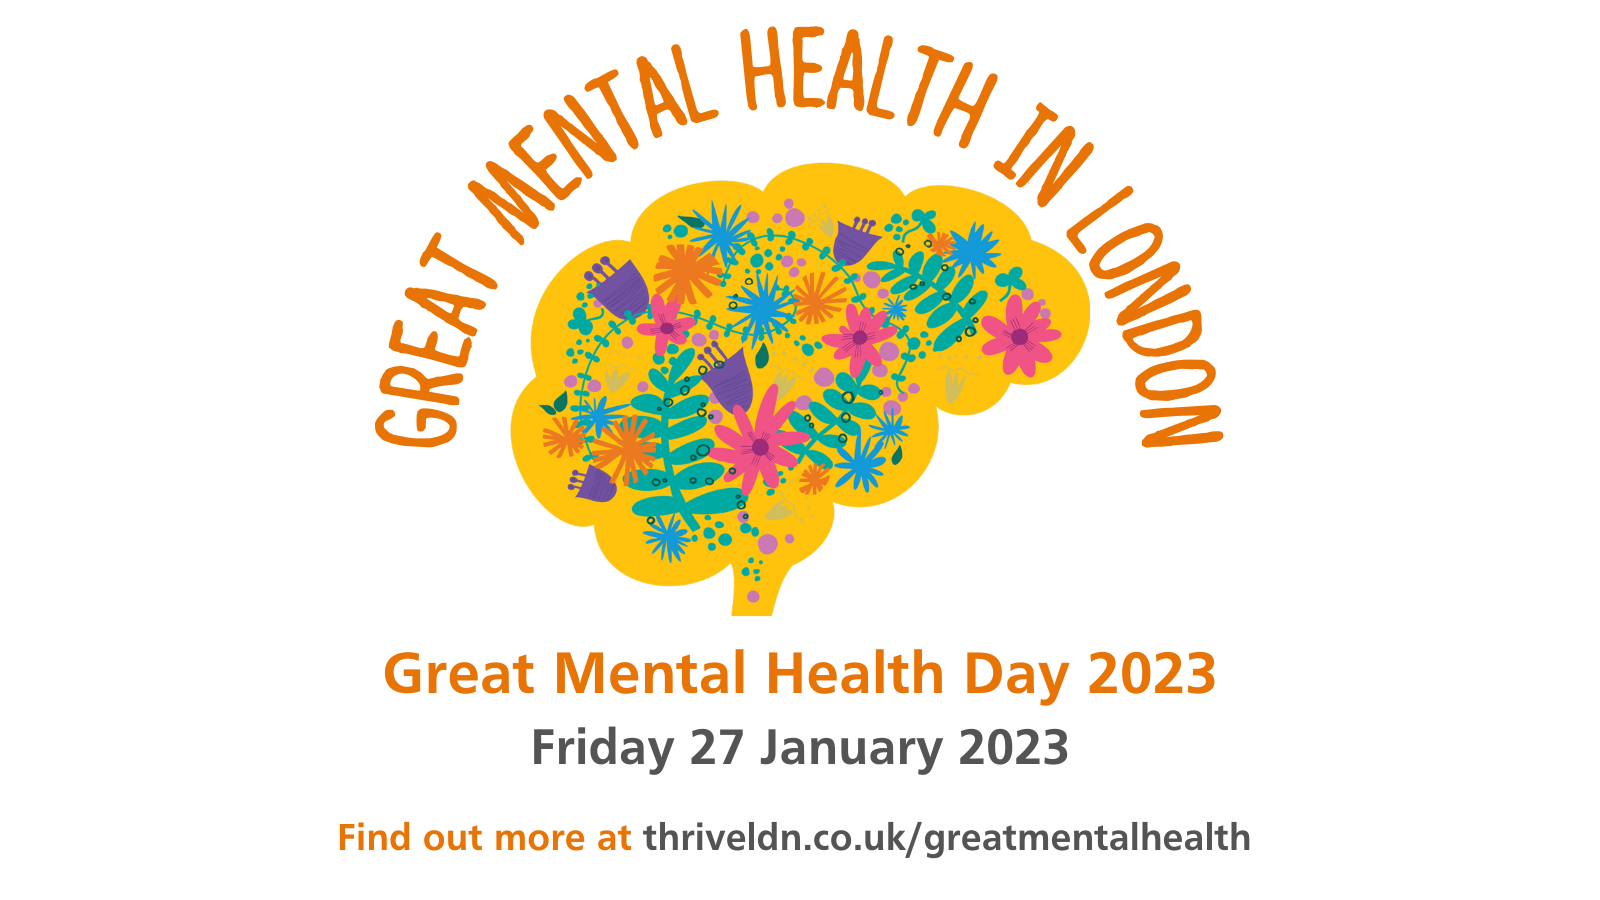 GREAT MENTAL HEALTH IN LONDON
Great Mental Health Day 2023
Friday 27 January 2023
Find out more at thriveldn.co.uk/greatmentalhealth